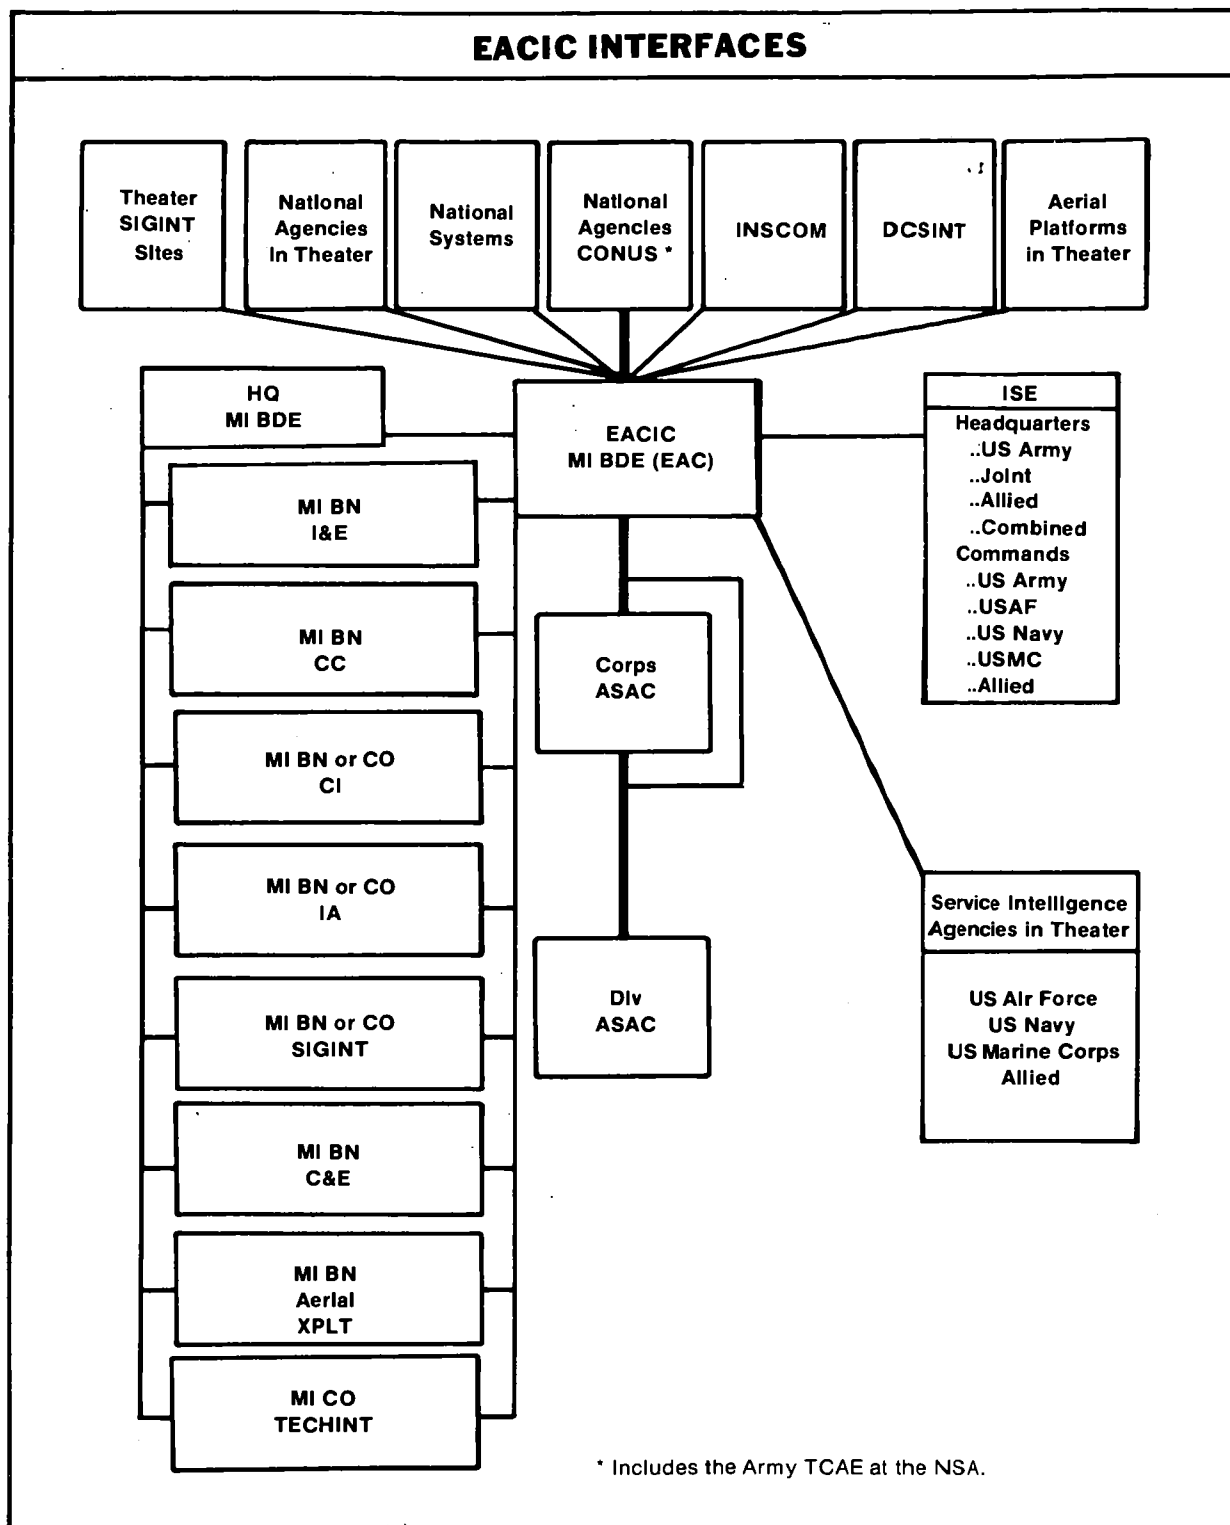 EACIC INTERFACES
Theater
SIGINT
Sites
National
Agencies
In Theater
National
Systems
National
Agencies
CONUS *
INSCOM
DCSINT
Aerial
Platforms
in Theater
HQ
MI BDE
EACIC
MI BDE (EAC)
ISE
Headquarters
..US Army
..Joint
..Allied
..Combined
Commands
..US Army
..USAF
..US Navy
..USMC
..Allied
MI BN
I&E
MI BN
CC
MI BN or CO
CI
MI BN or CO
IA
MI BN or CO
SIGINT
MI BN
C&E
MI BN
Aerial
XPLT
MI CO
TECHINT
Corps
ASAC
Div
ASAC
Service Intelligence
Agencies in Theater
US Air Force
US Navy
US Marine Corps
Allied
* Includes the Army TCAE at the NSA.